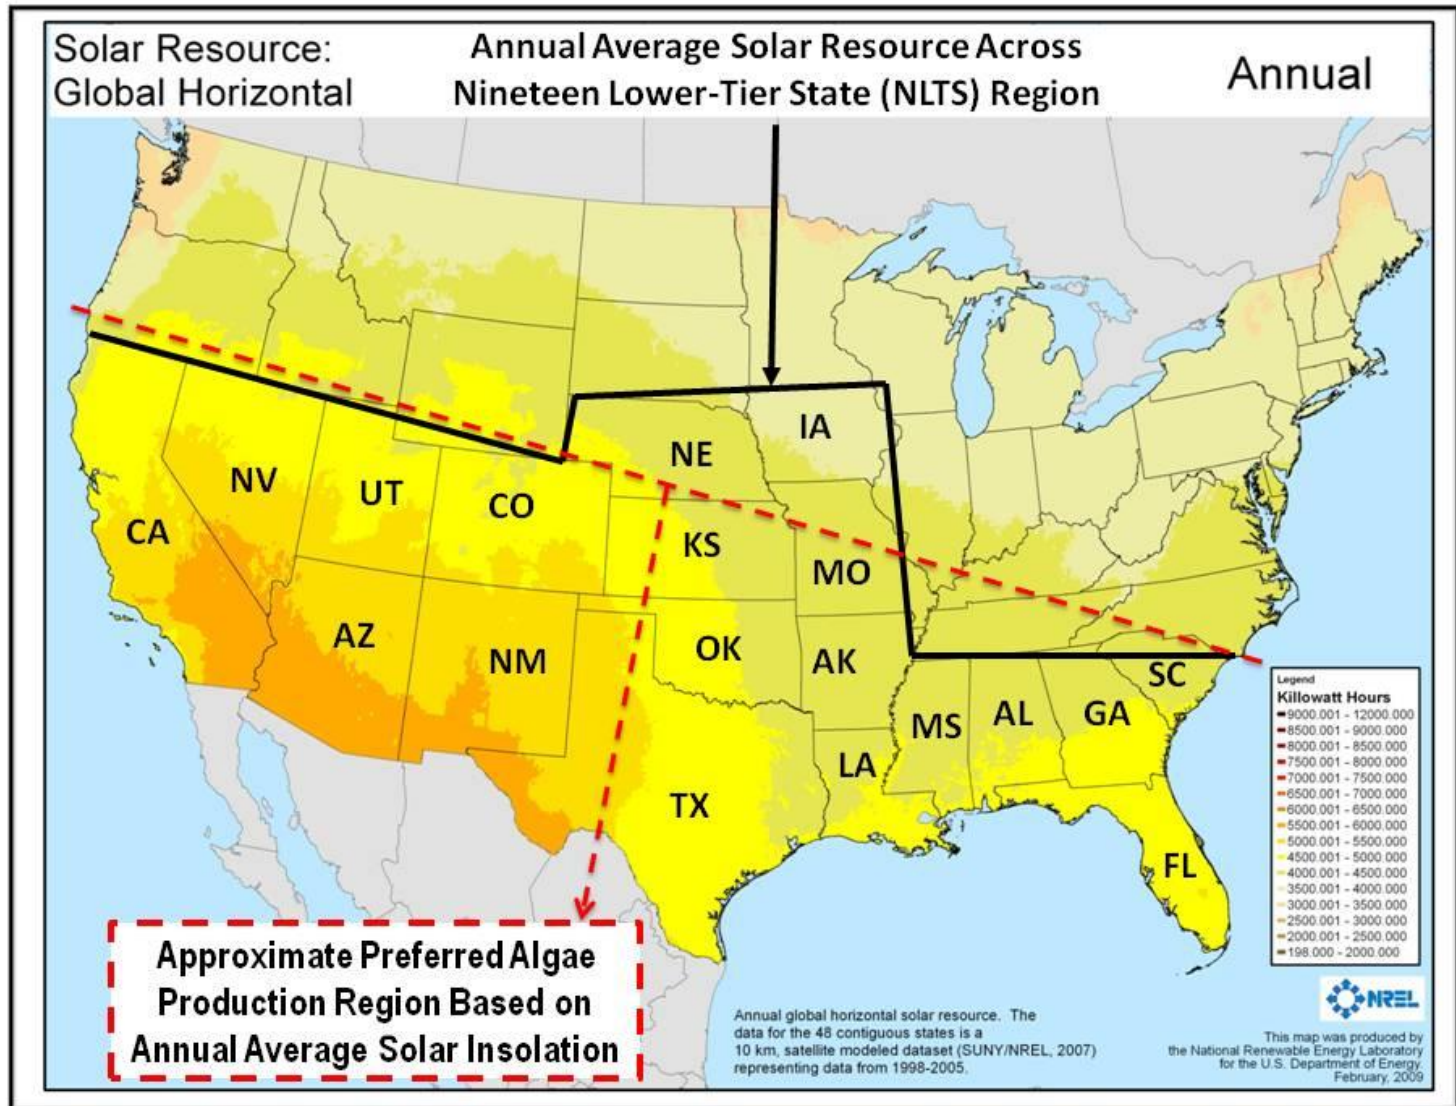 Solar Resource:
Global Horizontal
Annual Average Solar Resource Across
Nineteen Lower-Tier State (NLTS) Region
Annual
IA
NE
NV
UT
CO
CA
KS
MO
AZ
NM
OK
AK
SC
MS
AL
GA
LA
TX
FL
Approximate Preferred Algae
Production Region Based on
Annual Average Solar Insolation
Legend
Killowatt Hours
9000.001 - 12000.000
8500.001 - 9000.000
8000.001 - 8500.000
7500.001 - 8000.000
7000.001 - 7500.000
6500.001 - 7000.000
6000.001 - 6500.000
5500.001 - 6000.000
5000.001 - 5500.000
4500.001 - 5000.000
4000.001 - 4500.000
3500.001 - 4000.000
3000.001 - 3500.000
2500.001 - 3000.000
2000.001 - 2500.000
198.000 - 2000.000
NREL
Annual global horizontal solar resource. The
data for the 48 contiguous states is a
10 km, satellite modeled dataset (SUNY/NREL, 2007)
representing data from 1998-2005.
This map was produced by
the National Renewable Energy Laboratory
for the U.S. Department of Energy.
February, 2009